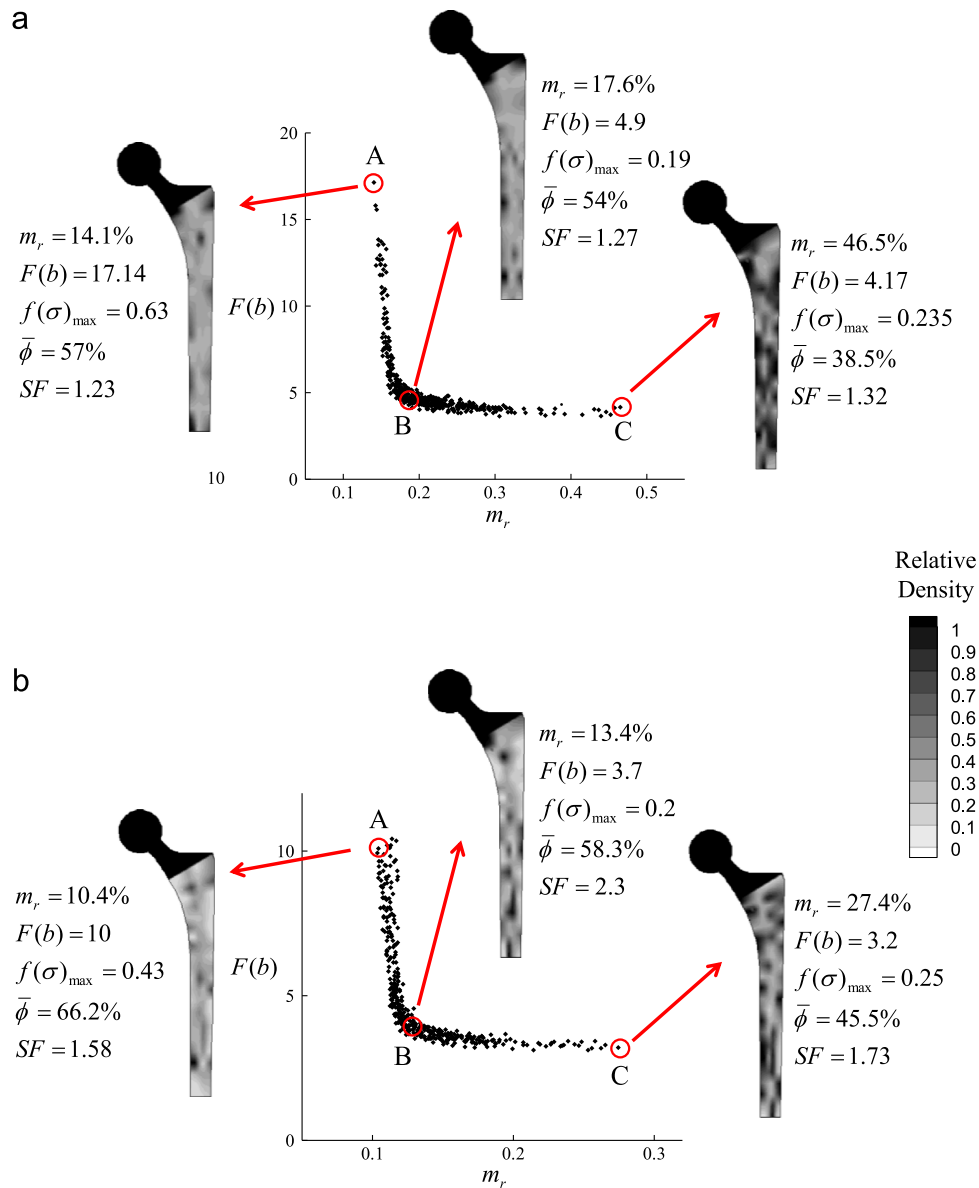 a
m_r = 17.6%
F(b) = 4.9
f(σ)_max = 0.19
ϕ̅ = 54%
SF = 1.27
m_r = 14.1%
F(b) = 17.14
f(σ)_max = 0.63
ϕ̅ = 57%
SF = 1.23
m_r = 46.5%
F(b) = 4.17
f(σ)_max = 0.235
ϕ̅ = 38.5%
SF = 1.32
20
15
10
5
0
F(b)
A
B
C
10
0.1 0.2 0.3 0.4 0.5
m_r
Relative
Density
1
0.9
0.8
0.7
0.6
0.5
0.4
0.3
0.2
0.1
0
b
m_r = 13.4%
F(b) = 3.7
f(σ)_max = 0.2
ϕ̅ = 58.3%
SF = 2.3
m_r = 10.4%
F(b) = 10
f(σ)_max = 0.43
ϕ̅ = 66.2%
SF = 1.58
m_r = 27.4%
F(b) = 3.2
f(σ)_max = 0.25
ϕ̅ = 45.5%
SF = 1.73
10
5
0
F(b)
A
B
C
0.1 0.2 0.3
m_r